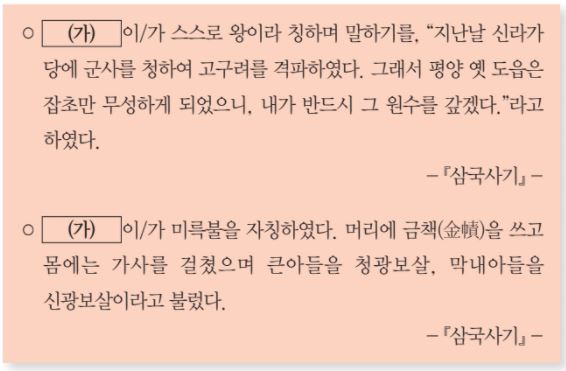 ○ (가) 이/가 스스로 왕이라 칭하며 말하기를, “지난날 신라가
당에 군사를 청하여 고구려를 격파하였다. 그래서 평양 옛 도읍은
잡초만 무성하게 되었으니, 내가 반드시 그 원수를 갚겠다.”라고
하였다.
－『삼국사기』－
○ (가) 이/가 미륵불을 자칭하였다. 머리에 금책(金幘)을 쓰고
몸에는 가사를 걸쳤으며 큰아들을 청광보살, 막내아들을
신광보살이라고 불렀다.
－『삼국사기』－